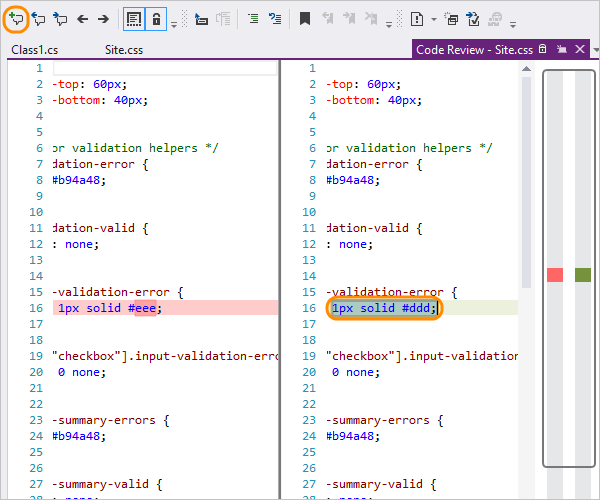 Class1.cs Site.css Code Review - Site.css
1 1
2 -top: 60px; 2 -top: 60px;
3 -bottom: 40px; 3 -bottom: 40px;
4 4
5 5
6 or validation helpers */ 6 or validation helpers */
7 dation-error { 7 dation-error {
8 #b94a48; 8 #b94a48;
9 9
10 10
11 dation-valid { 11 dation-valid {
12 : none; 12 : none;
13 13
14 14
15 -validation-error { 15 -validation-error {
16 1px solid #eee; 16 1px solid #ddd;
17 17
18 18
19 "checkbox"].input-validation-erro 19 "checkbox"].input-validation
20 0 none; 20 0 none;
21 21
22 22
23 -summary-errors { 23 -summary-errors {
24 #b94a48; 24 #b94a48;
25 25
26 26
27 -summary-valid { 27 -summary-valid {
28 : none; 28 : none;